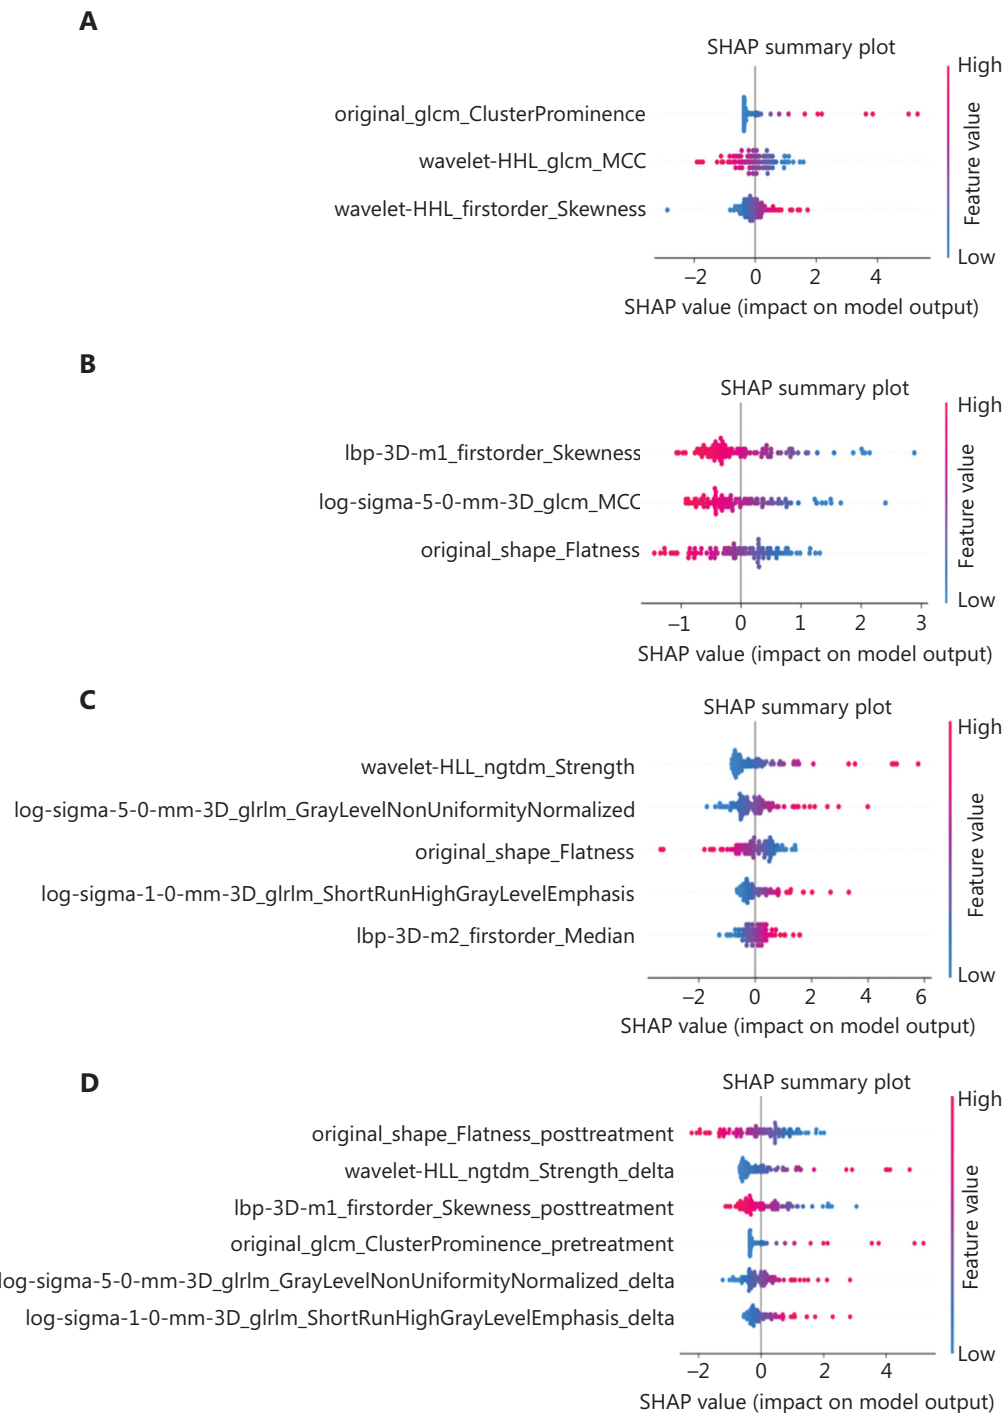 A
SHAP summary plot
High
original_glcm_ClusterProminence
wavelet-HHL_glcm_MCC
wavelet-HHL_firstorder_Skewness
Feature value
Low
−2 0 2 4
SHAP value (impact on model output)
B
SHAP summary plot
High
lbp-3D-m1_firstorder_Skewness
log-sigma-5-0-mm-3D_glcm_MCC
original_shape_Flatness
Feature value
Low
−1 0 1 2 3
SHAP value (impact on model output)
C
SHAP summary plot
High
wavelet-HLL_ngtdm_Strength
log-sigma-5-0-mm-3D_glrlm_GrayLevelNonUniformityNormalized
original_shape_Flatness
log-sigma-1-0-mm-3D_glrlm_ShortRunHighGrayLevelEmphasis
lbp-3D-m2_firstorder_Median
Feature value
Low
−2 0 2 4 6
SHAP value (impact on model output)
D
SHAP summary plot
High
original_shape_Flatness_posttreatment
wavelet-HLL_ngtdm_Strength_delta
lbp-3D-m1_firstorder_Skewness_posttreatment
original_glcm_ClusterProminence_pretreatment
log-sigma-5-0-mm-3D_glrlm_GrayLevelNonUniformityNormalized_delta
log-sigma-1-0-mm-3D_glrlm_ShortRunHighGrayLevelEmphasis_delta
Feature value
Low
−2 0 2 4
SHAP value (impact on model output)